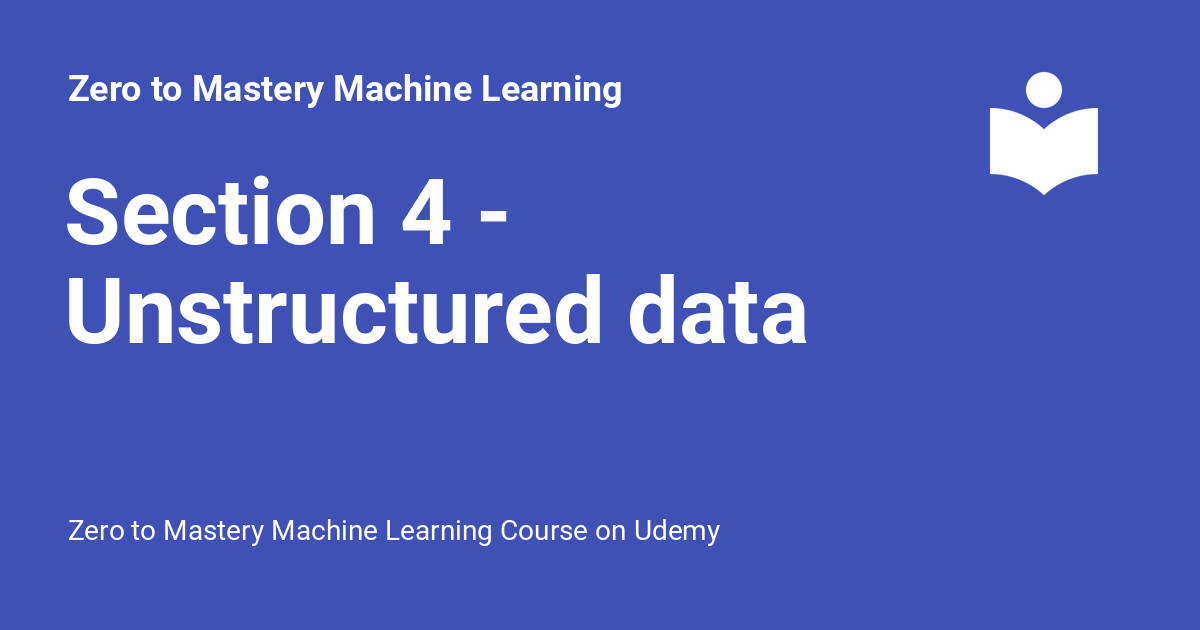 Zero to Mastery Machine Learning
Section 4 -
Unstructured data
Zero to Mastery Machine Learning Course on Udemy